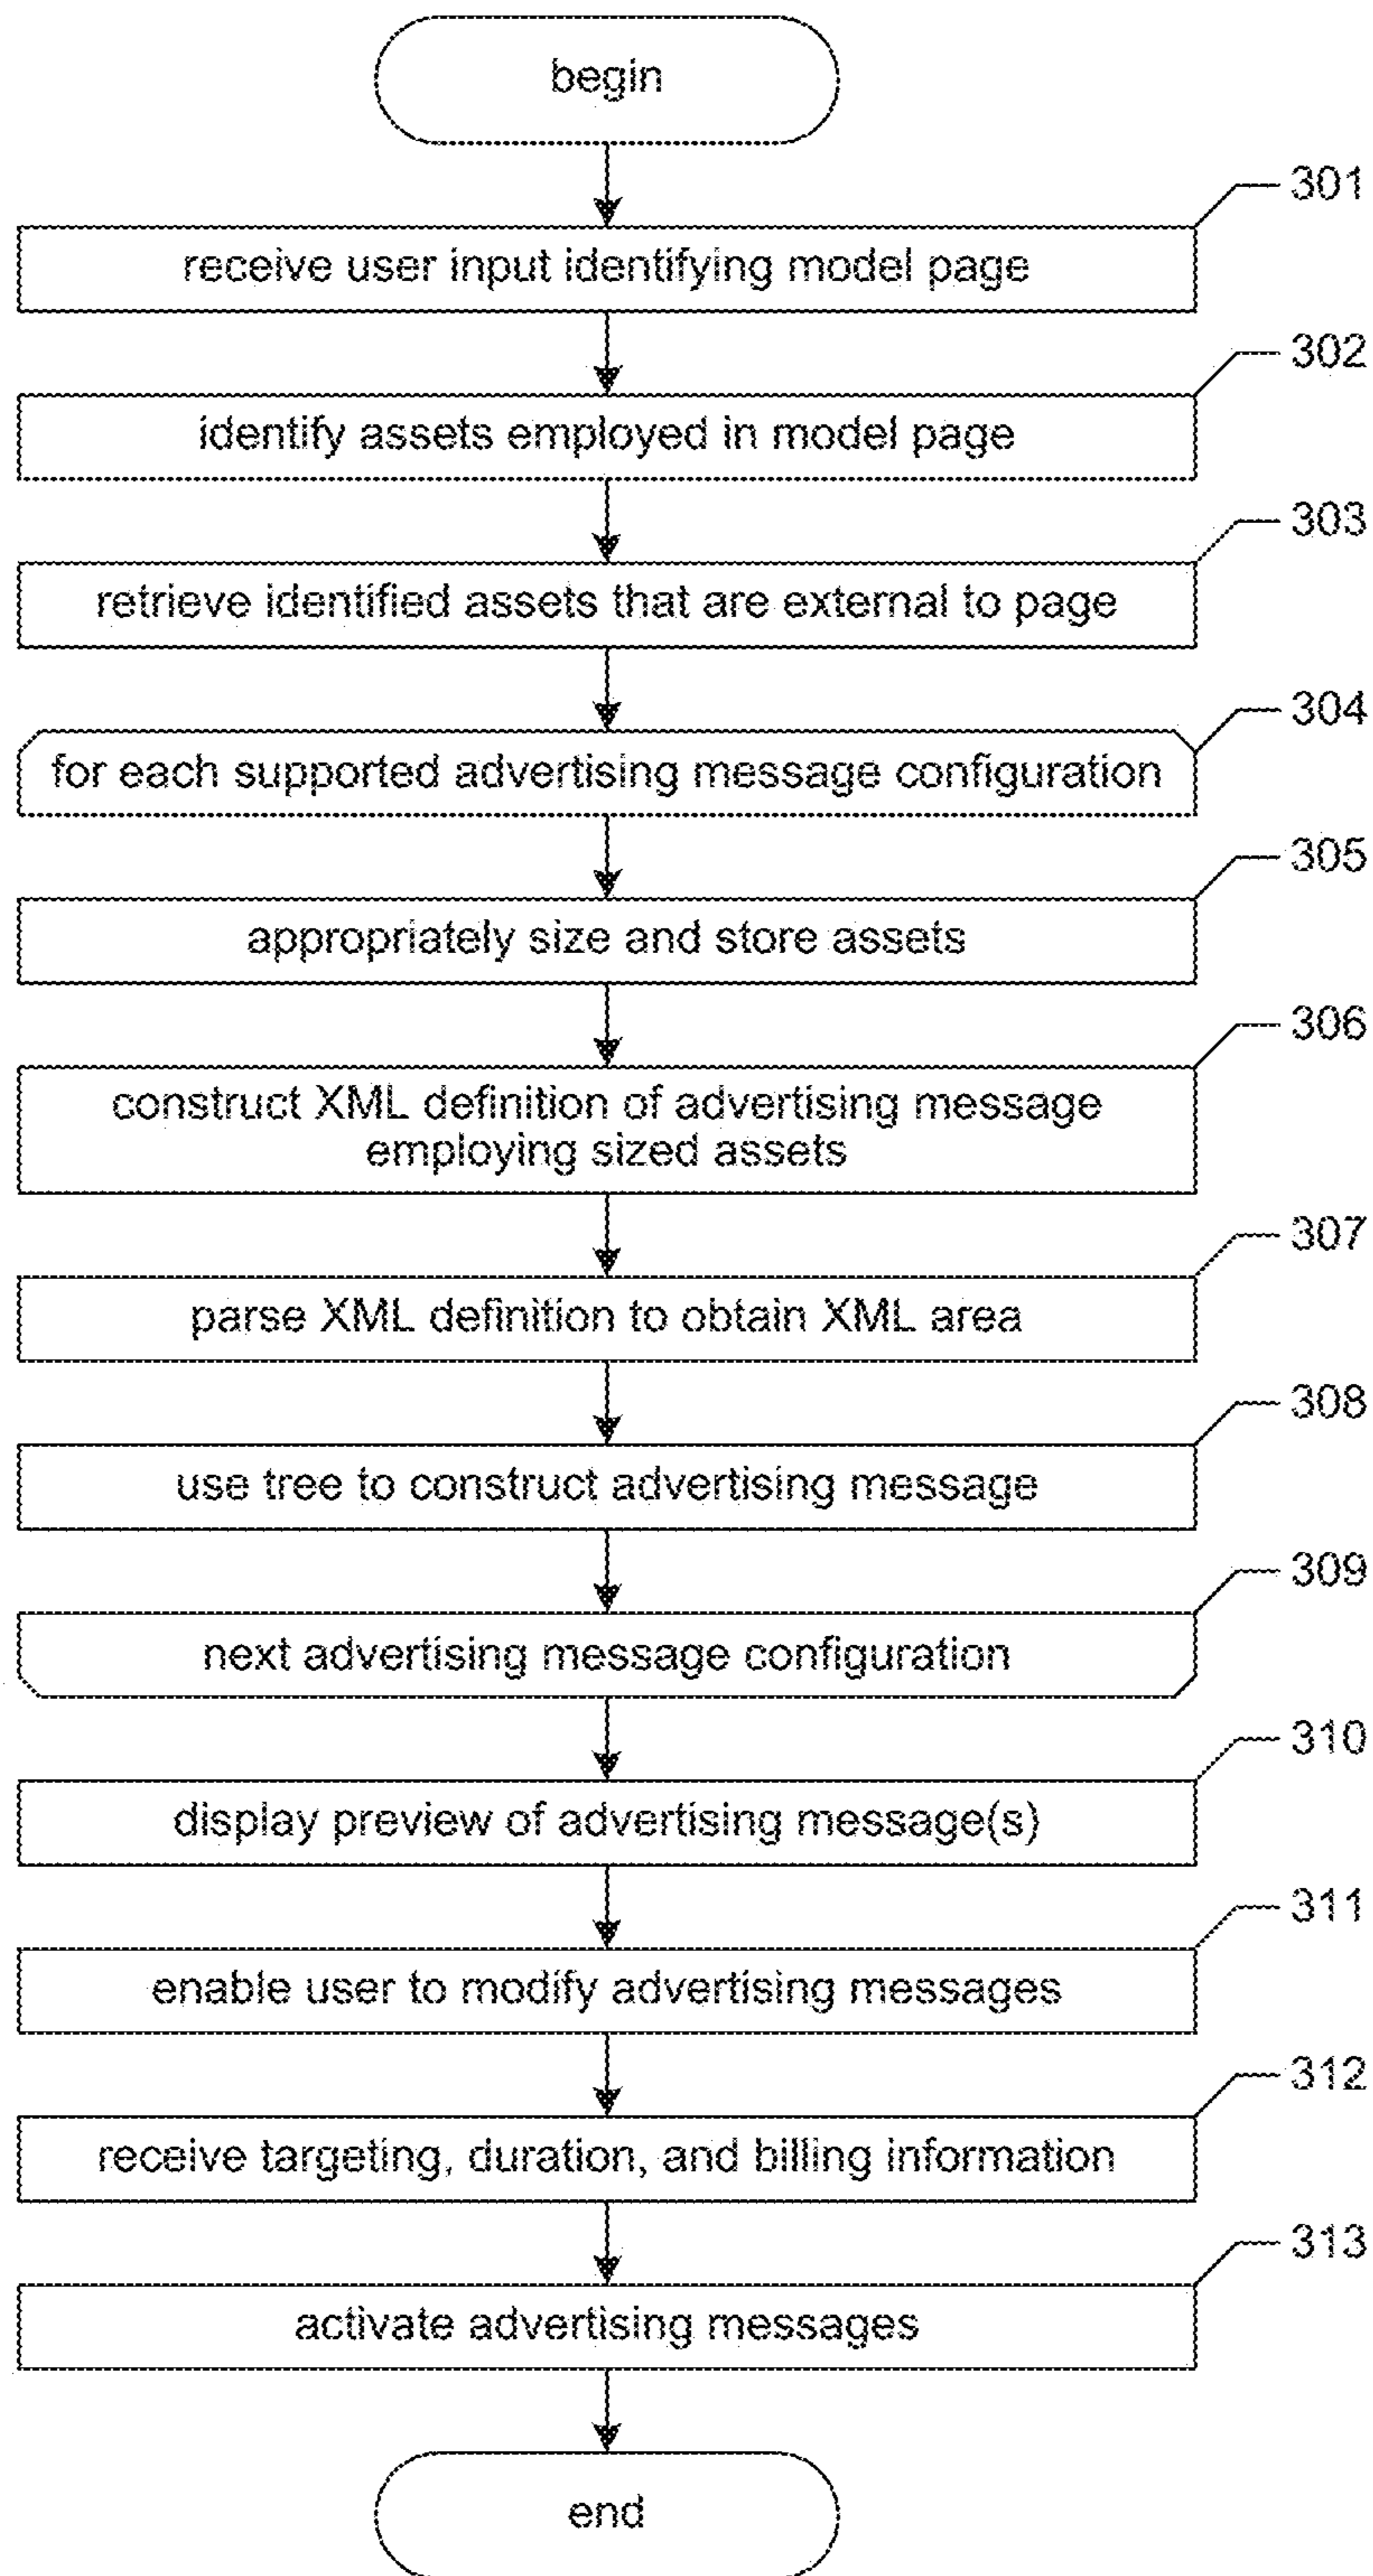 begin
301
receive user input identifying model page
302
identify assets employed in model page
303
retrieve identified assets that are external to page
304
for each supported advertising message configuration
305
appropriately size and store assets
306
construct XML definition of advertising message
employing sized assets
307
parse XML definition to obtain XML area
308
use tree to construct advertising message
309
next advertising message configuration
310
display preview of advertising message(s)
311
enable user to modify advertising messages
312
receive targeting, duration, and billing information
313
activate advertising messages
end